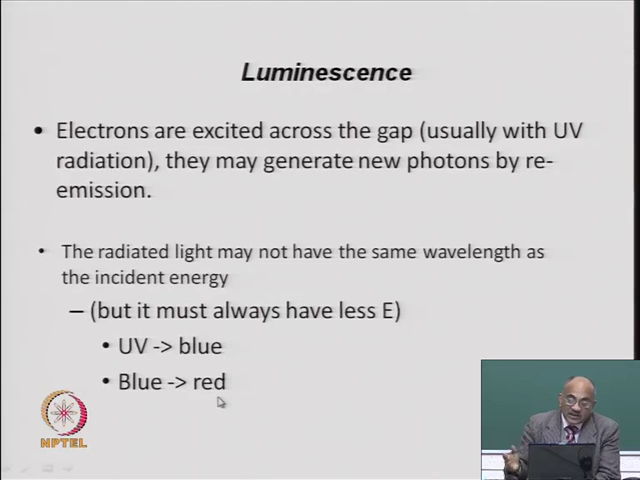 Luminescence
• Electrons are excited across the gap (usually with UV
radiation), they may generate new photons by re-
emission.
• The radiated light may not have the same wavelength as
the incident energy
– (but it must always have less E)
• UV -> blue
• Blue -> red
NPTEL